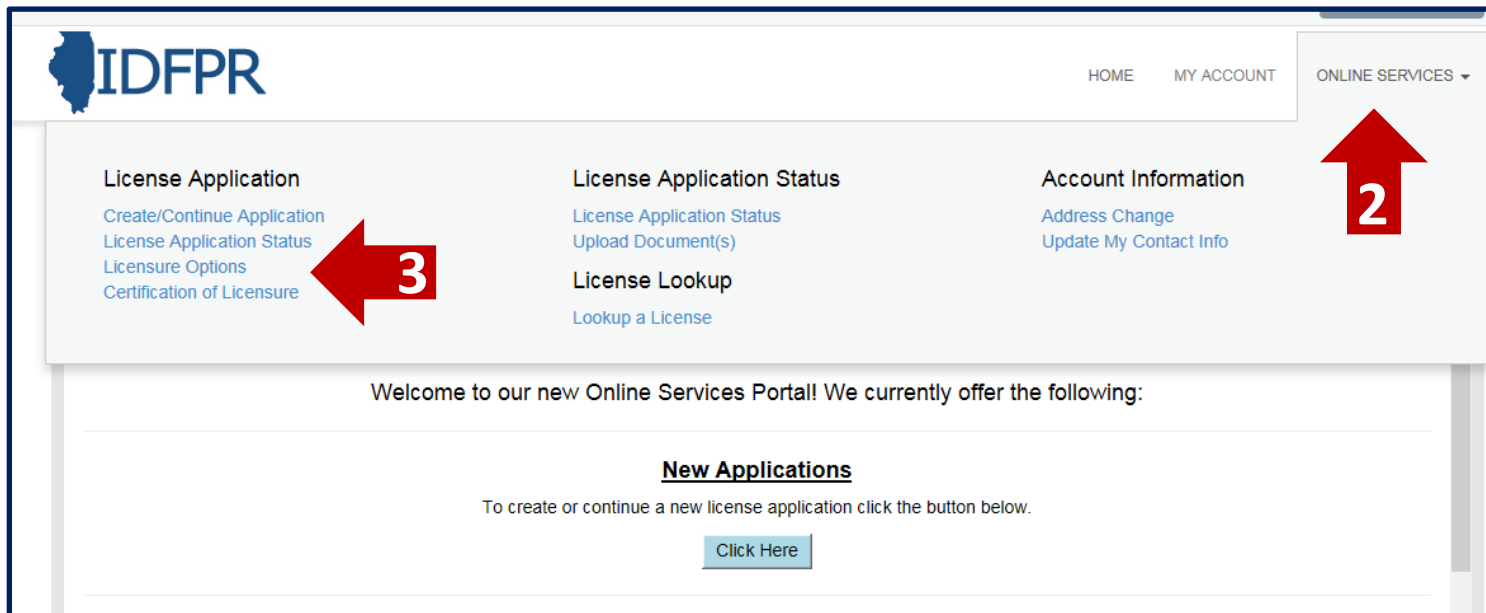 IDFPR
HOME MY ACCOUNT ONLINE SERVICES
2
License Application
Create/Continue Application
License Application Status
Licensure Options
Certification of Licensure
3
License Application Status
License Application Status
Upload Document(s)
License Lookup
Lookup a License
Account Information
Address Change
Update My Contact Info
Welcome to our new Online Services Portal! We currently offer the following:
New Applications
To create or continue a new license application click the button below.
Click Here